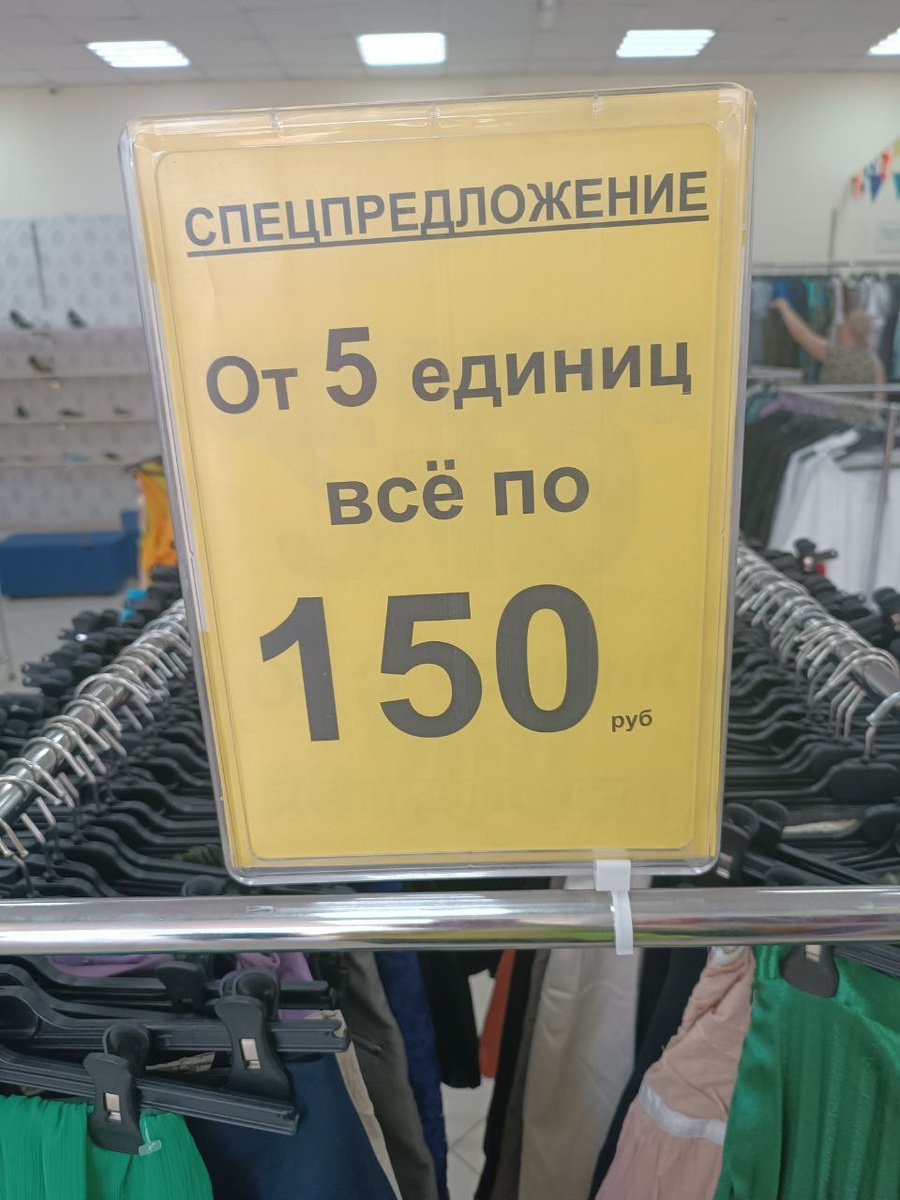 СПЕЦПРЕДЛОЖЕНИЕ
От 5 единиц
всё по
150 руб